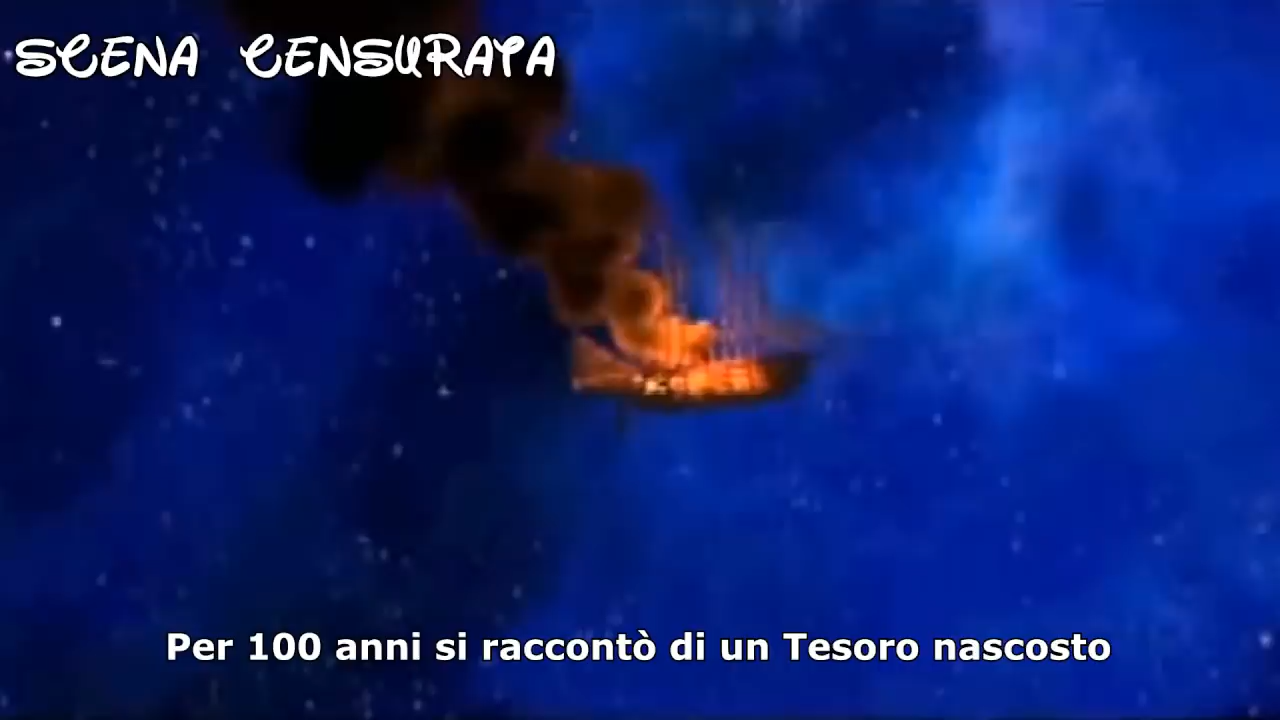 SCENA CENSURATA
Per 100 anni si raccontò di un Tesoro nascosto